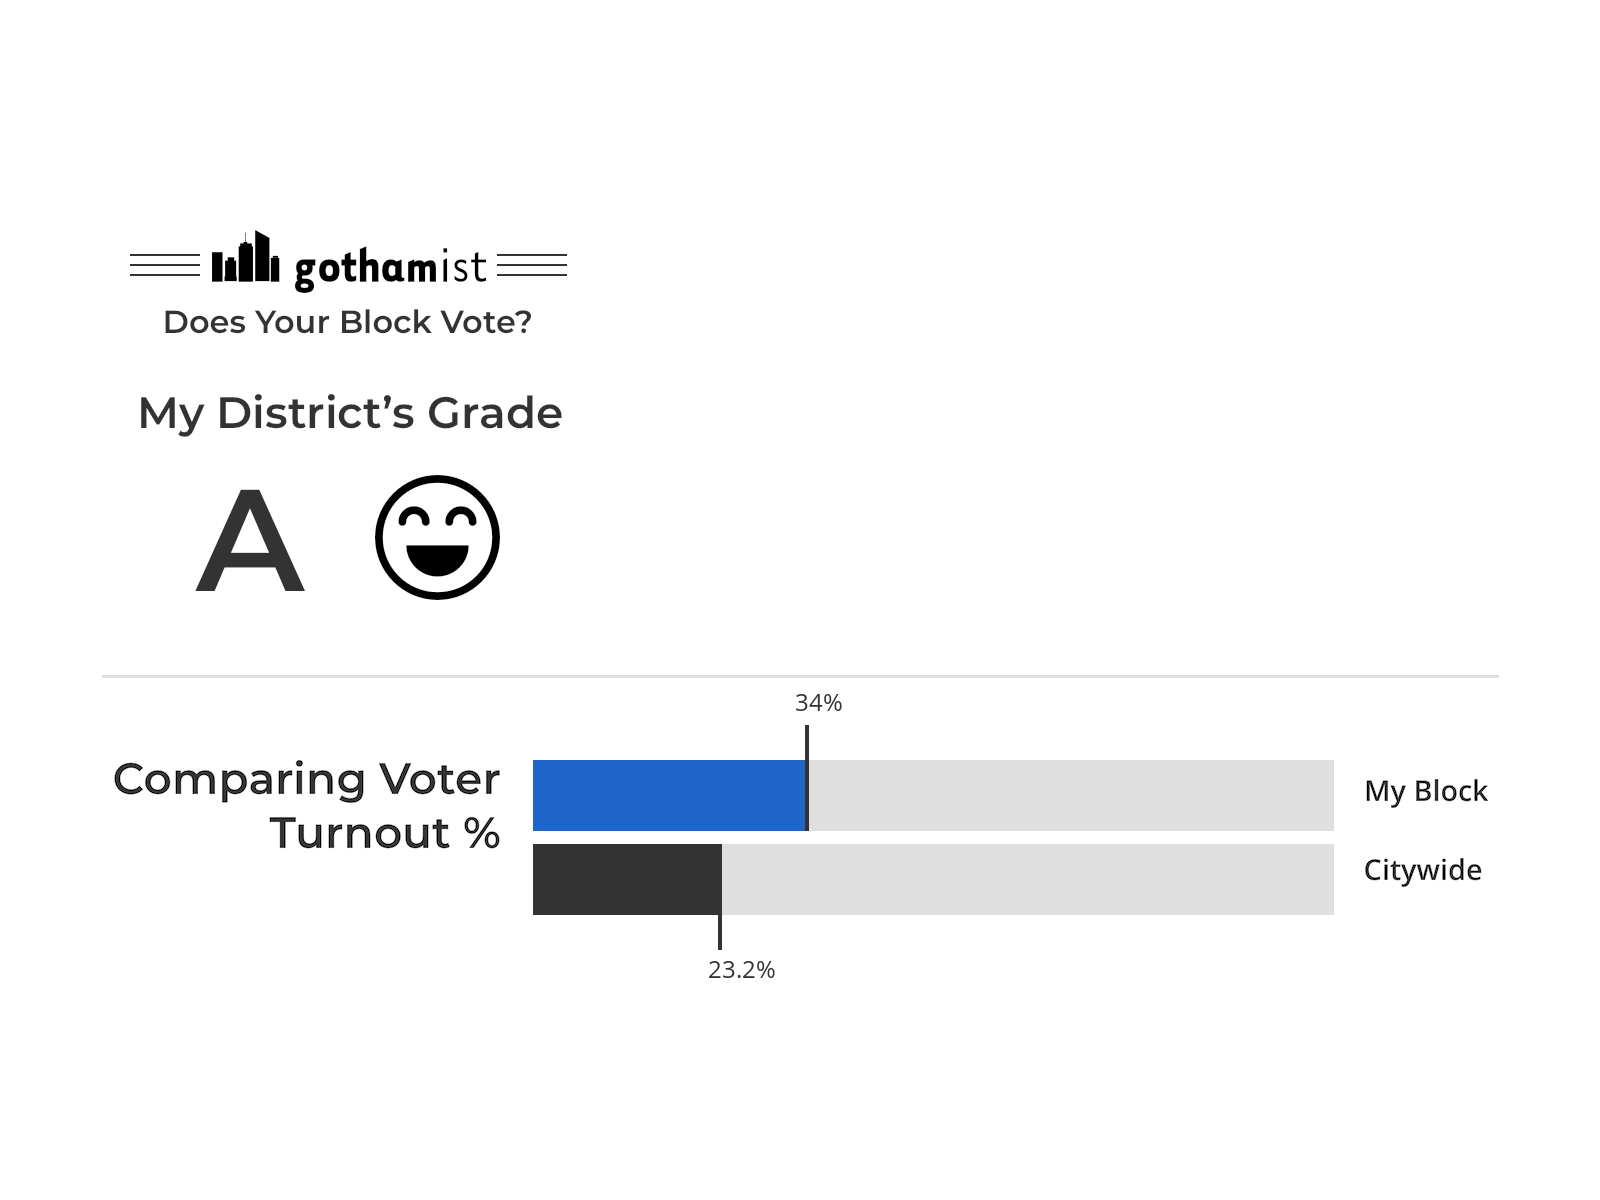 gothamist
Does Your Block Vote?
My District’s Grade
A
34%
Comparing Voter
Turnout %
My Block
Citywide
23.2%